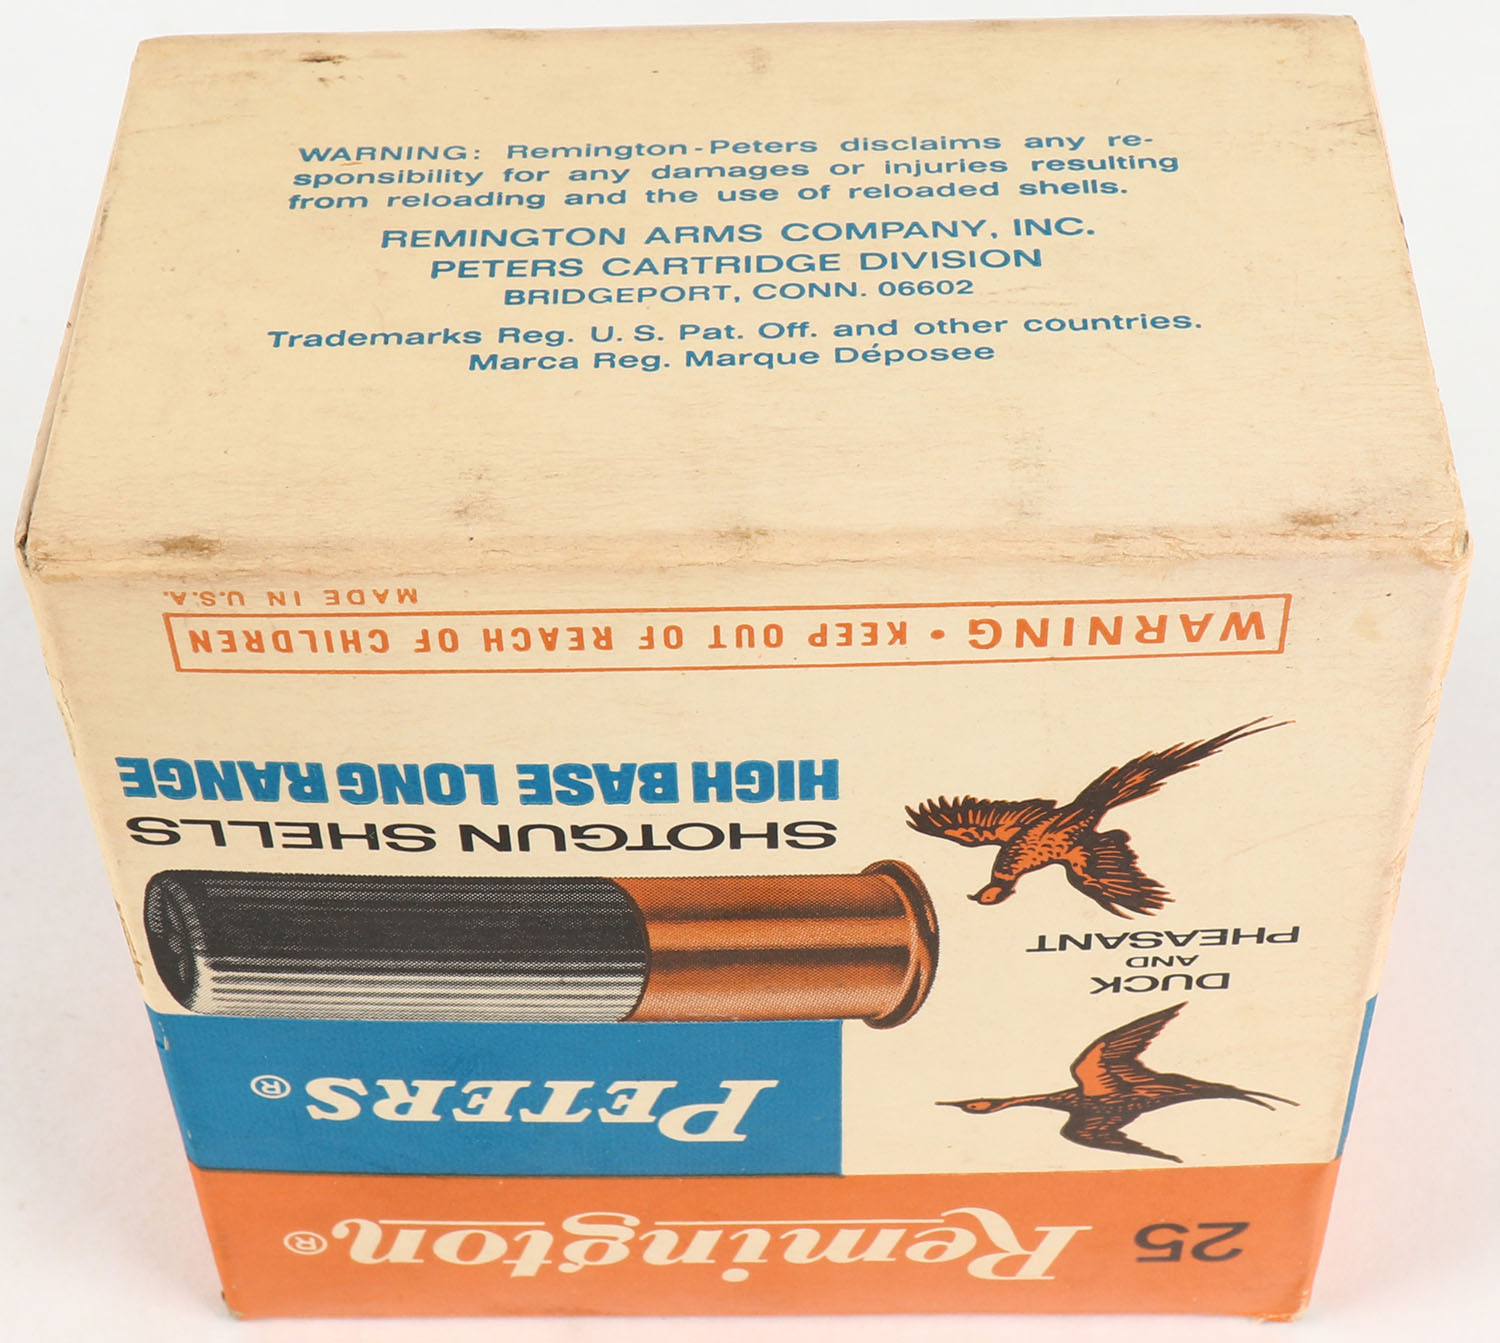 WARNING: Remington-Peters disclaims any re-
sponsibility for any damages or injuries resulting
from reloading and the use of reloaded shells.
REMINGTON ARMS COMPANY, INC.
PETERS CARTRIDGE DIVISION
BRIDGEPORT, CONN. 06602
Trademarks Reg. U.S. Pat. Off. and other countries.
Marca Reg. Marque Déposee
25 Remington®
PETERS®
DUCK
AND
PHEASANT
SHOTGUN SHELLS
HIGH BASE LONG RANGE
WARNING • KEEP OUT OF REACH OF CHILDREN
MADE IN U.S.A.